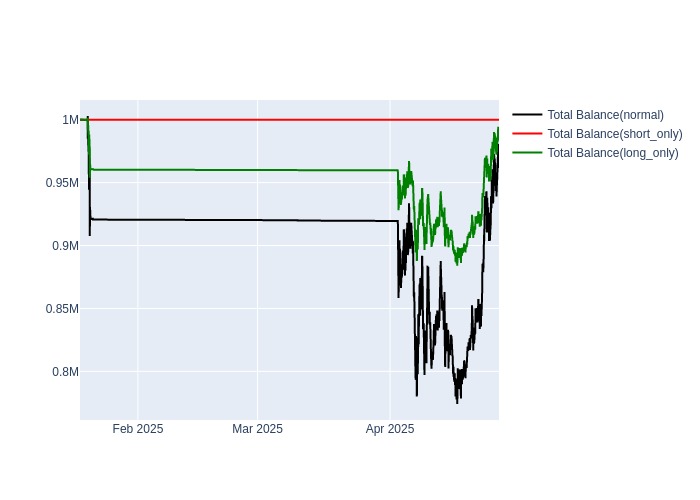 1M
0.95M
0.9M
0.85M
0.8M
Feb 2025
Mar 2025
Apr 2025
Total Balance(normal)
Total Balance(short_only)
Total Balance(long_only)